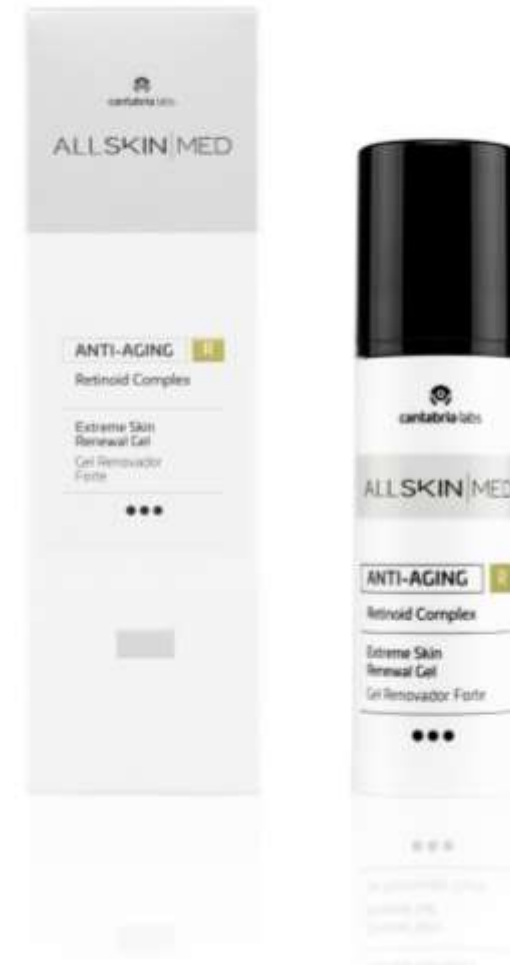 cantabria labs
ALLSKIN|MED
ANTI-AGING R
Retinoid Complex
Extreme Skin
Renewal Gel
Gel Renovador
Forte
cantabria labs
ALLSKIN|MED
ANTI-AGING R
Retinoid Complex
Extreme Skin
Renewal Gel
Gel Renovador Forte